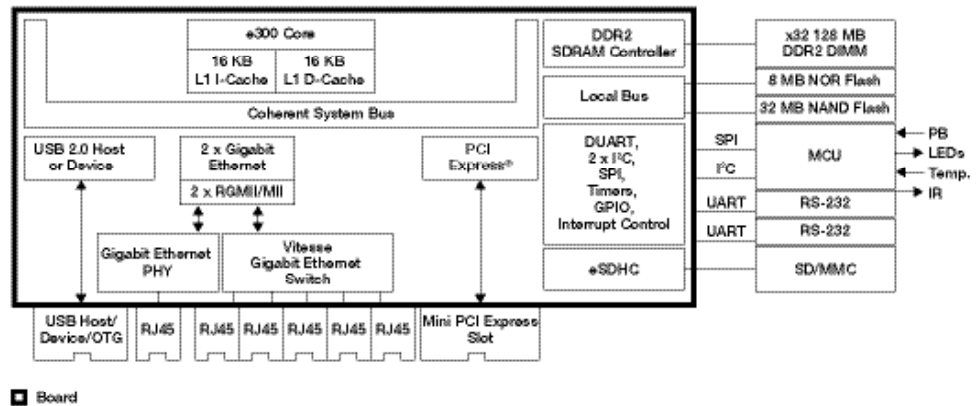 e300 Core
16 KB
L1 I-Cache
16 KB
L1 D-Cache
Coherent System Bus
DDR2
SDRAM Controller
x32 128 MB
DDR2 DIMM
Local Bus
8 MB NOR Flash
32 MB NAND Flash
USB 2.0 Host
or Device
2 x Gigabit
Ethernet
2 x RGMII/MII
PCI
Express®
DUART,
2 x I²C,
SPI,
Timers,
GPIO,
Interrupt Control
SPI
I²C
UART
UART
MCU
PB
LEDs
Temp.
IR
RS-232
RS-232
Gigabit Ethernet
PHY
Vitesse
Gigabit Ethernet
Switch
eSDHC
SD/MMC
USB Host/
Device/OTG
RJ45
RJ45
RJ45
RJ45
RJ45
RJ45
Mini PCI Express
Slot
Board